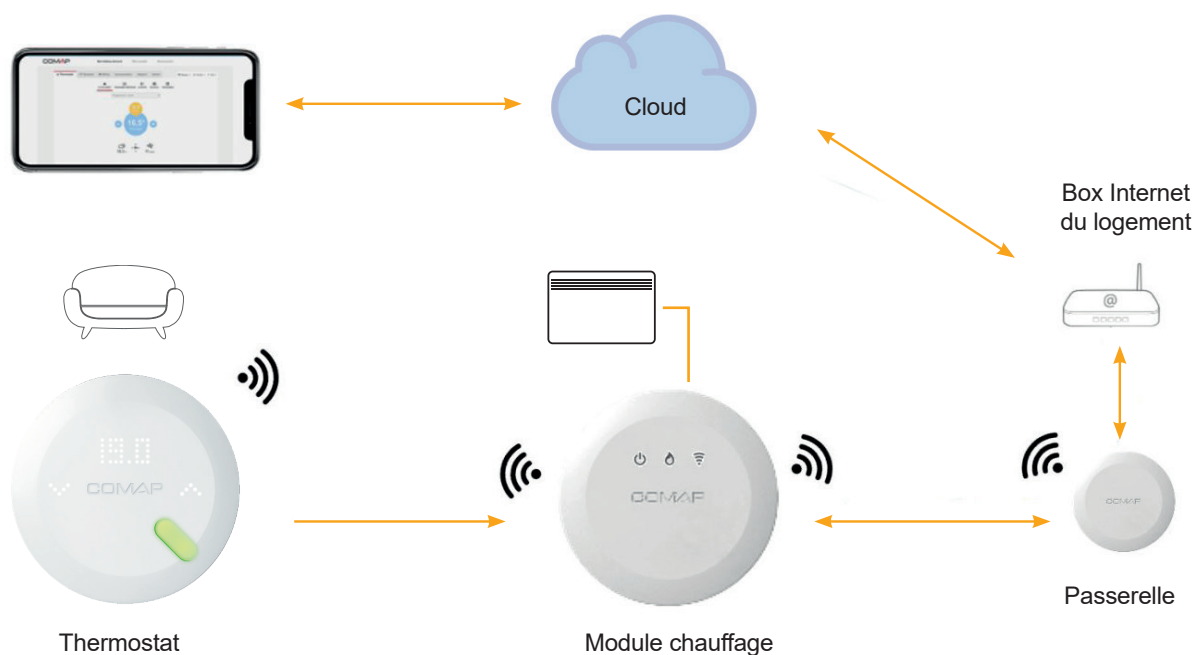 COMAP
Cloud
Box Internet
du logement
@
19.0
COMAP
COMAP
COMAP
Thermostat
Module chauffage
Passerelle